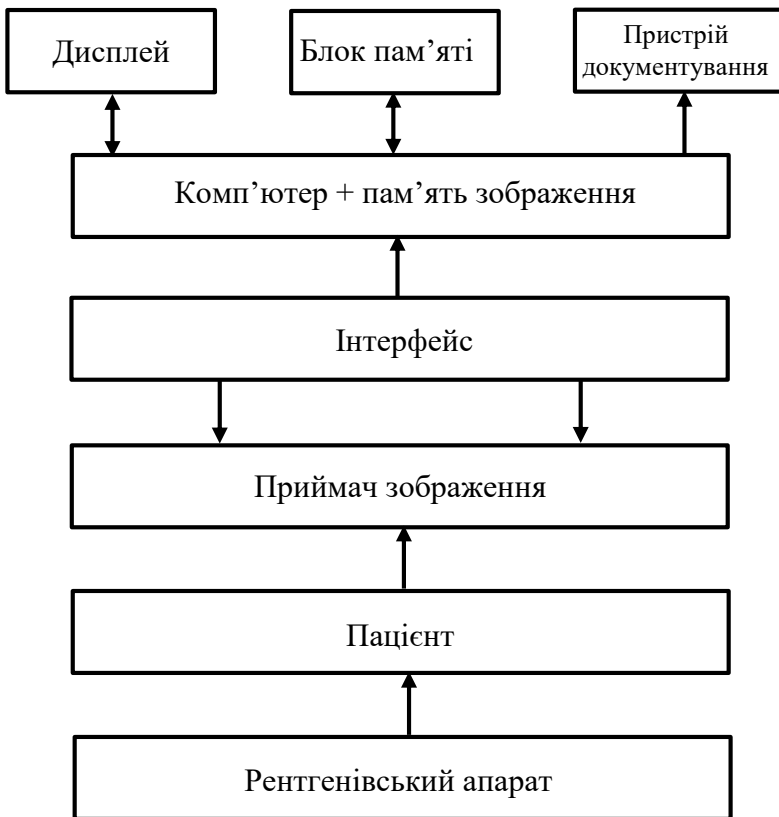 Дисплей
Блок пам’яті
Пристрій
документування
Комп’ютер + пам’ять зображення
Інтерфейс
Приймач зображення
Пацієнт
Рентгенівський апарат